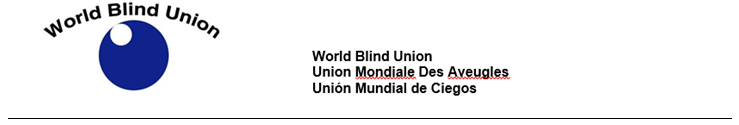 World Blind Union
World Blind Union
Union Mondiale Des Aveugles
Unión Mundial de Ciegos